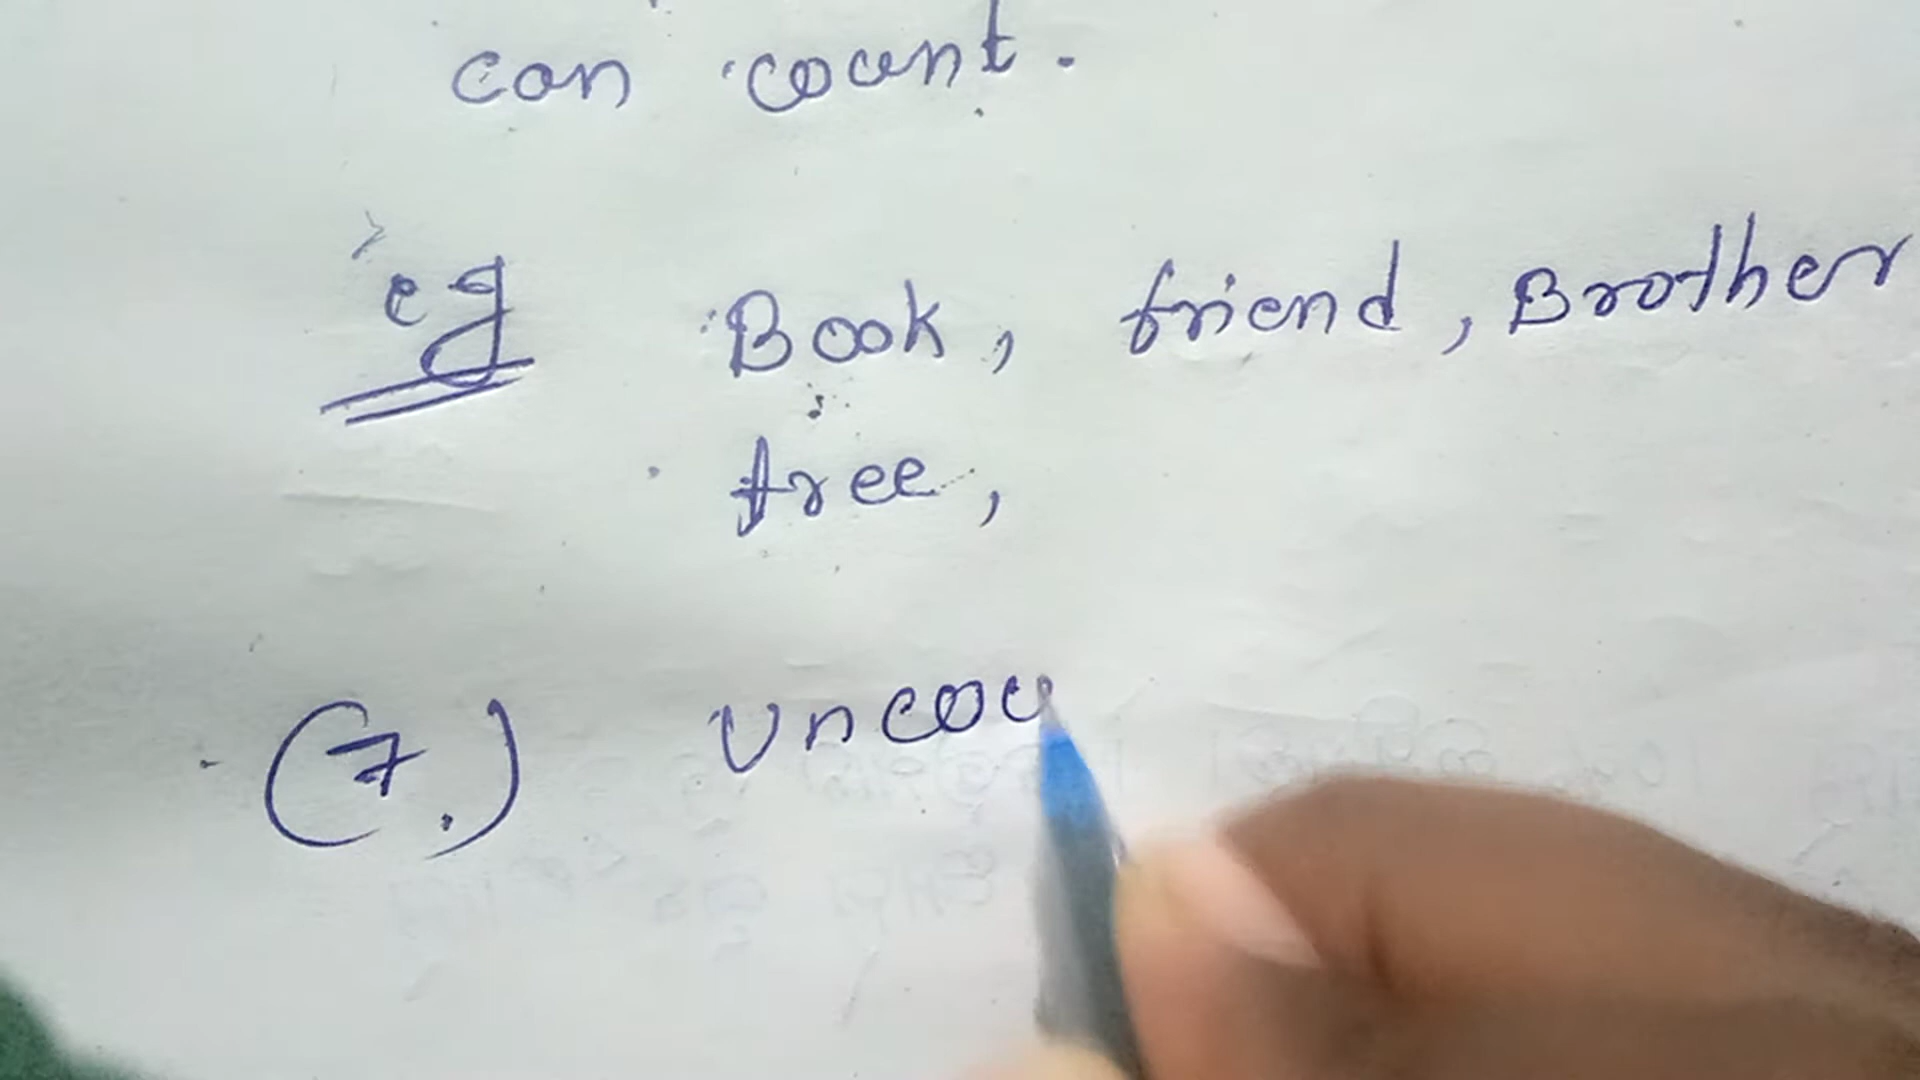 can count.
eg Book, friend, Brother
tree,
(7.) Uncou